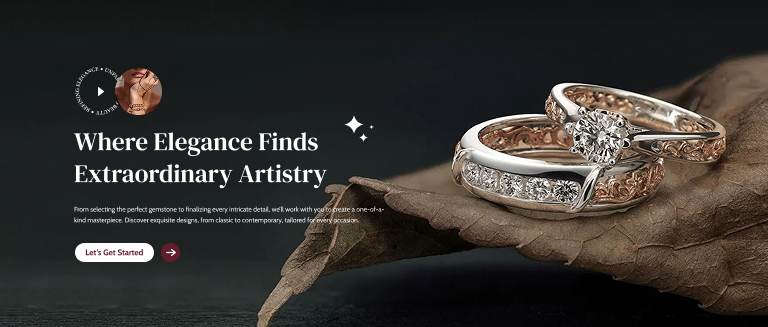 REFINING ELEGANCE • • BEAUTY •
Where Elegance Finds
Extraordinary Artistry
From selecting the perfect gemstone to finalizing every intricate detail, we'll work with you to create a one-of-a-
kind masterpiece. Discover exquisite designs, from classic to contemporary, tailored for every occasion.
Let's Get Started